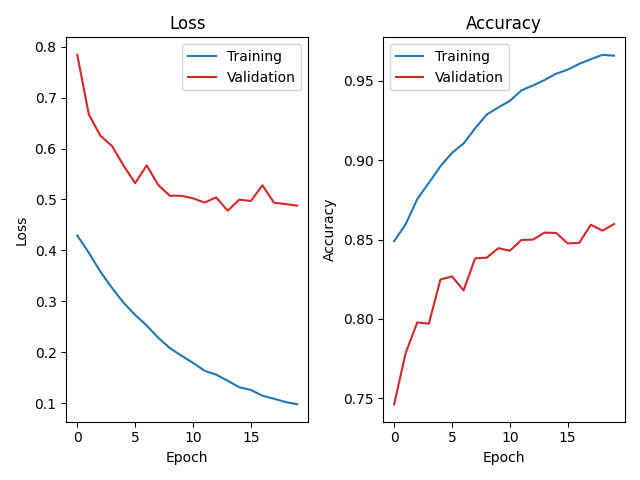 Loss
Training
Validation
0.8
0.7
0.6
0.5
0.4
0.3
0.2
0.1
0 5 10 15
Epoch
Loss
Accuracy
Training
Validation
0.95
0.90
0.85
0.80
0.75
0 5 10 15
Epoch
Accuracy